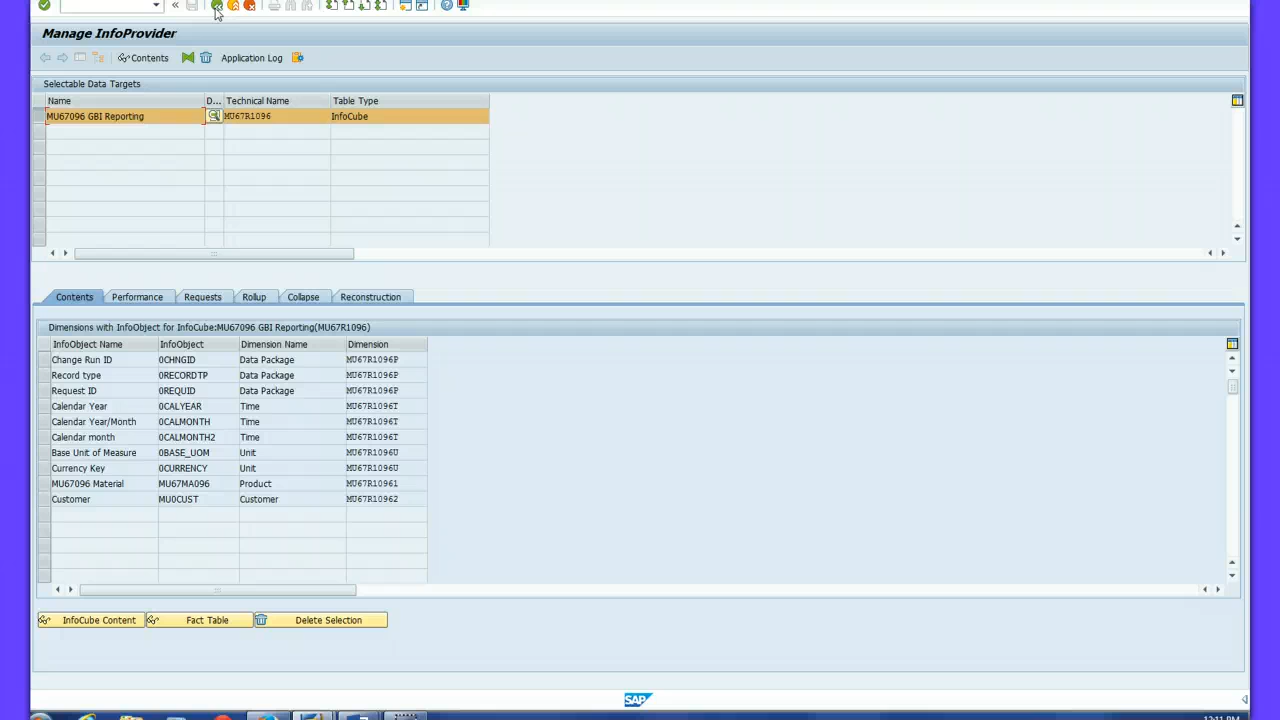 Manage InfoProvider
Contents Application Log
Selectable Data Targets
Name D... Technical Name Table Type
MU67096 GBI Reporting MU67R1096 InfoCube
Contents Performance Requests Rollup Collapse Reconstruction
Dimensions with InfoObject for InfoCube:MU67096 GBI Reporting(MU67R1096)
InfoObject Name InfoObject Dimension Name Dimension
Change Run ID 0CHNGID Data Package MU67R1096P
Record type 0RECORDTP Data Package MU67R1096P
Request ID 0REQUID Data Package MU67R1096P
Calendar Year 0CALYEAR Time MU67R1096T
Calendar Year/Month 0CALMONTH Time MU67R1096T
Calendar month 0CALMONTH2 Time MU67R1096T
Base Unit of Measure 0BASE_UOM Unit MU67R1096U
Currency Key 0CURRENCY Unit MU67R1096U
MU67096 Material MU67MA096 Product MU67R10961
Customer MU0CUST Customer MU67R10962
InfoCube Content Fact Table Delete Selection
SAP
12:11 PM